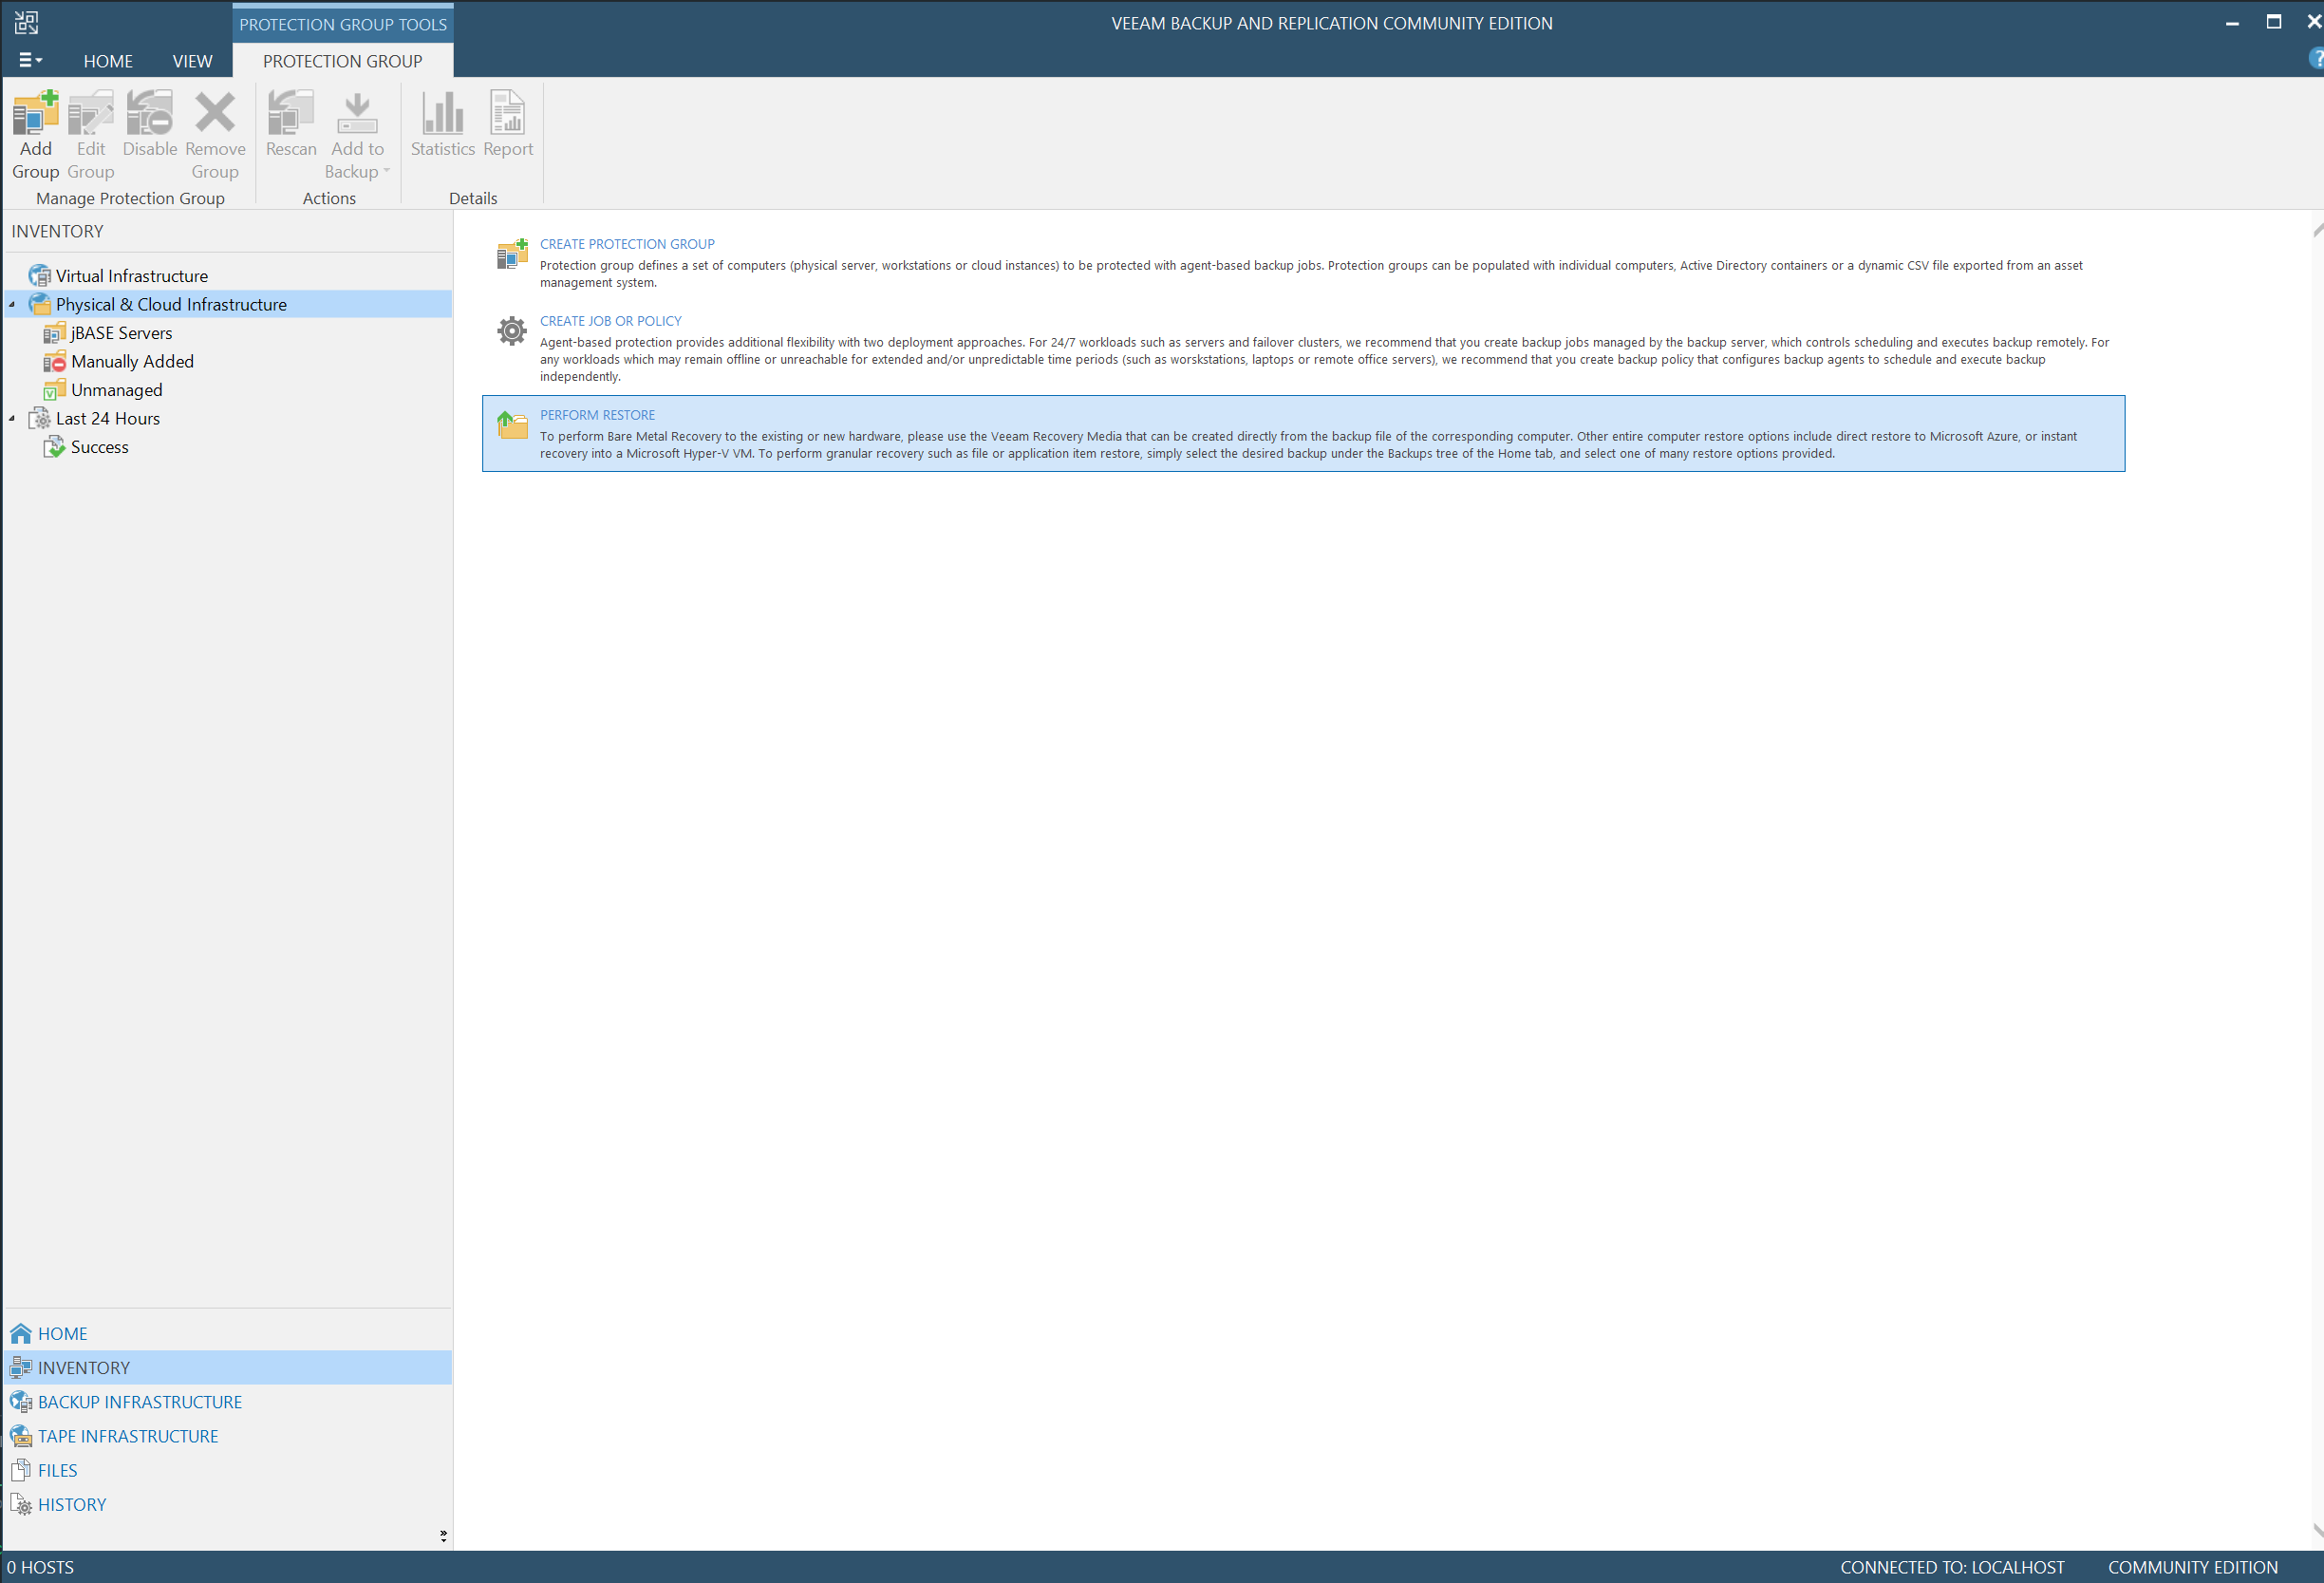 PROTECTION GROUP TOOLS
VEEAM BACKUP AND REPLICATION COMMUNITY EDITION
HOME
VIEW
PROTECTION GROUP
?
Add Group
Edit Group
Disable
Remove Group
Rescan
Add to Backup
Statistics
Report
Manage Protection Group
Actions
Details
INVENTORY
Virtual Infrastructure
Physical & Cloud Infrastructure
jBASE Servers
Manually Added
Unmanaged
Last 24 Hours
Success
CREATE PROTECTION GROUP
Protection group defines a set of computers (physical server, workstations or cloud instances) to be protected with agent-based backup jobs. Protection groups can be populated with individual computers, Active Directory containers or a dynamic CSV file exported from an asset
management system.
CREATE JOB OR POLICY
Agent-based protection provides additional flexibility with two deployment approaches. For 24/7 workloads such as servers and failover clusters, we recommend that you create backup jobs managed by the backup server, which controls scheduling and executes backup remotely. For
any workloads which may remain offline or unreachable for extended and/or unpredictable time periods (such as worskstations, laptops or remote office servers), we recommend that you create backup policy that configures backup agents to schedule and execute backup
independently.
PERFORM RESTORE
To perform Bare Metal Recovery to the existing or new hardware, please use the Veeam Recovery Media that can be created directly from the backup file of the corresponding computer. Other entire computer restore options include direct restore to Microsoft Azure, or instant
recovery into a Microsoft Hyper-V VM. To perform granular recovery such as file or application item restore, simply select the desired backup under the Backups tree of the Home tab, and select one of many restore options provided.
HOME
INVENTORY
BACKUP INFRASTRUCTURE
TAPE INFRASTRUCTURE
FILES
HISTORY
0 HOSTS
CONNECTED TO: LOCALHOST
COMMUNITY EDITION